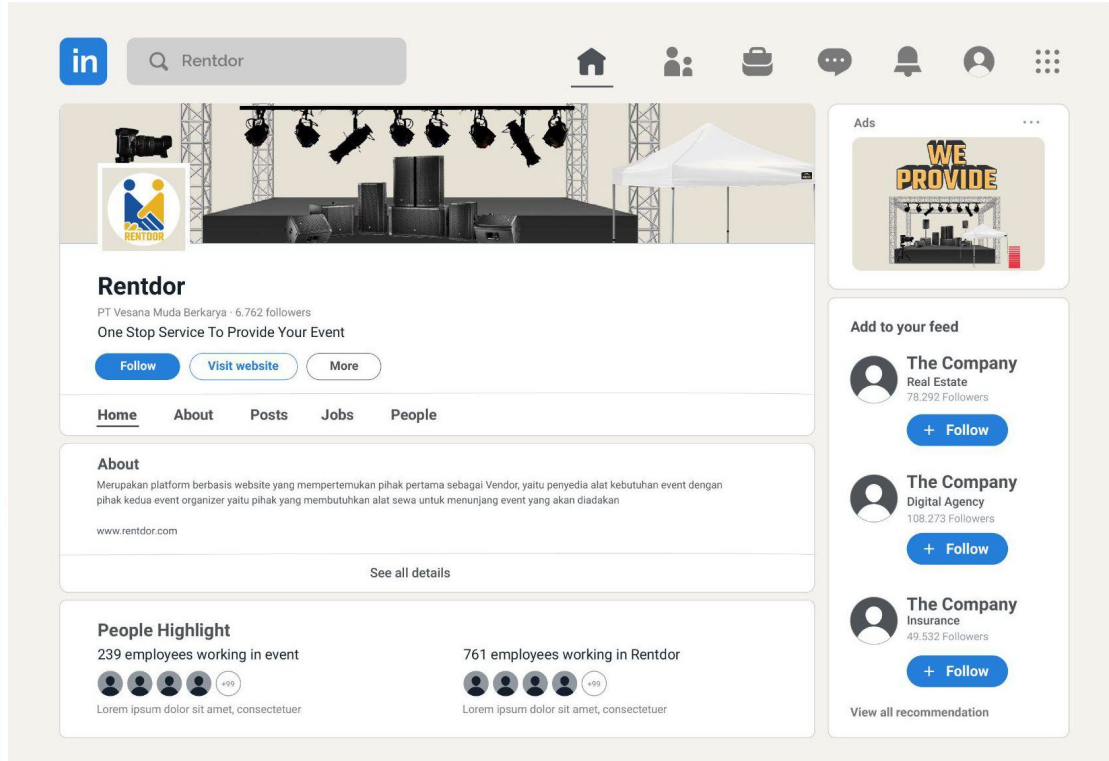 in
Rentdor
RENTDOR
Rentdor
PT Vesana Muda Berkarya · 6.762 followers
One Stop Service To Provide Your Event
Follow
Visit website
More
Home About Posts Jobs People
About
Merupakan platform berbasis website yang mempertemukan pihak pertama sebagai Vendor, yaitu penyedia alat kebutuhan event dengan
pihak kedua event organizer yaitu pihak yang membutuhkan alat sewa untuk menunjang event yang akan diadakan
www.rentdor.com
See all details
People Highlight
239 employees working in event
+99
Lorem ipsum dolor sit amet, consectetuer
761 employees working in Rentdor
+99
Lorem ipsum dolor sit amet, consectetuer
Ads
WE
PROVIDE
Add to your feed
The Company
Real Estate
78.292 Followers
+ Follow
The Company
Digital Agency
108.273 Followers
+ Follow
The Company
Insurance
49.532 Followers
+ Follow
View all recommendation